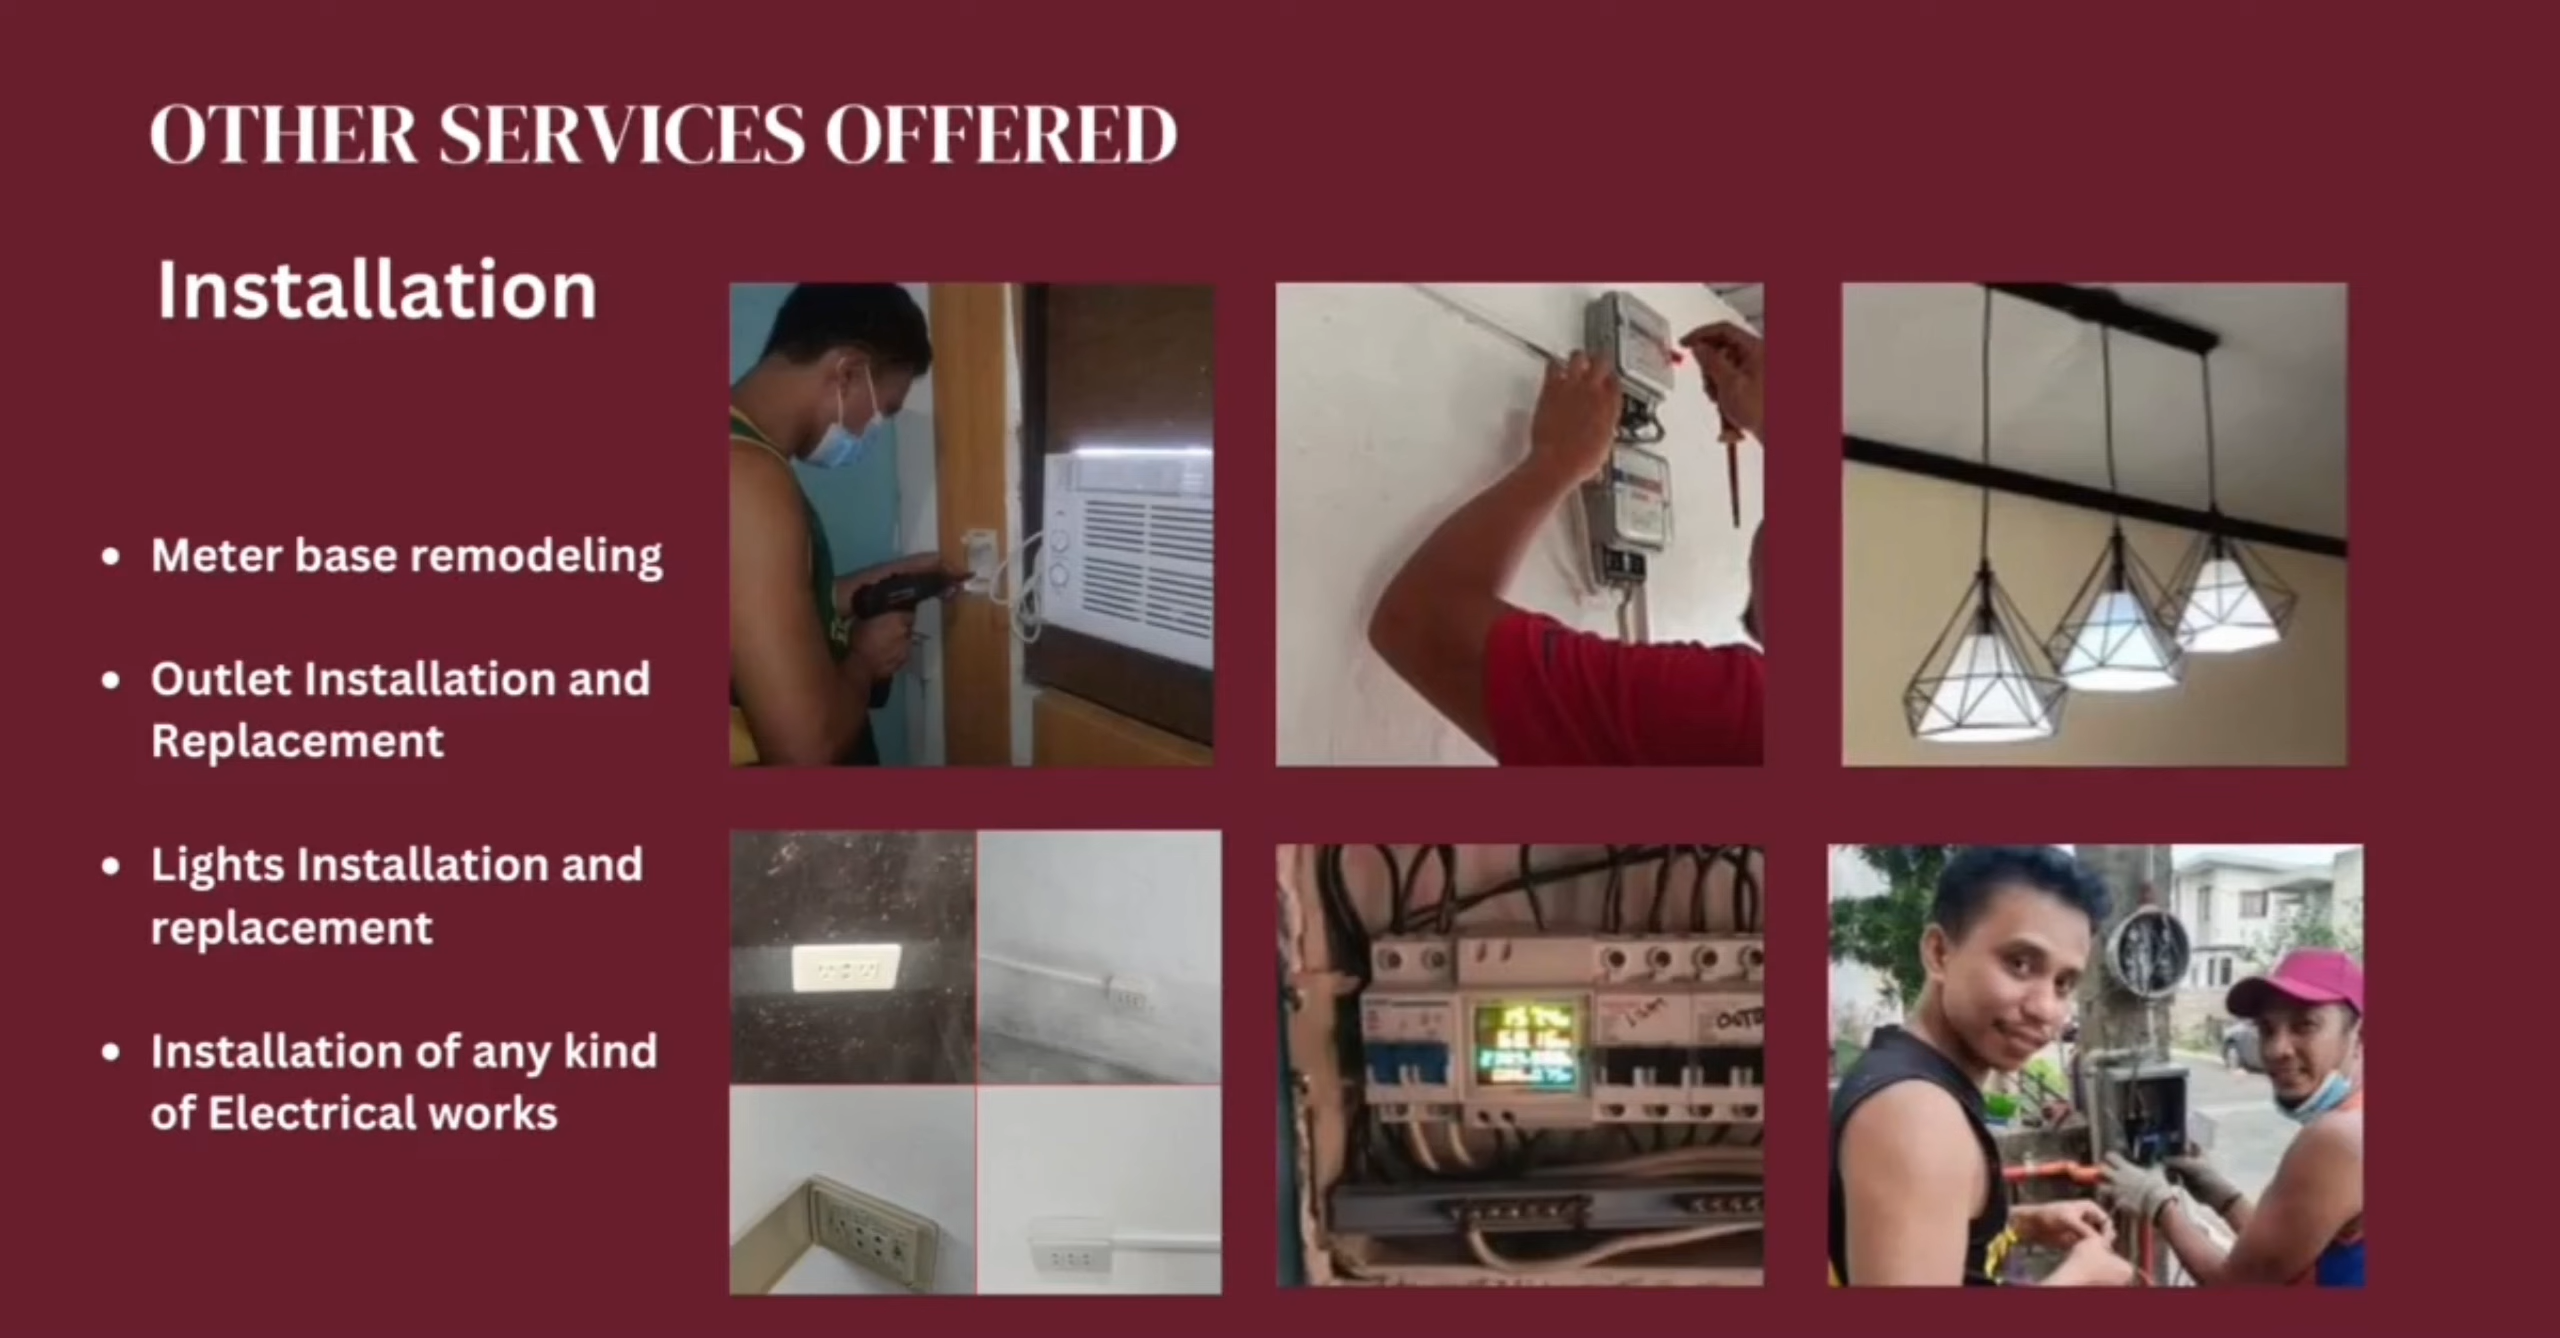 OTHER SERVICES OFFERED
Installation
Meter base remodeling
Outlet Installation and
Replacement
Lights Installation and
replacement
Installation of any kind
of Electrical works